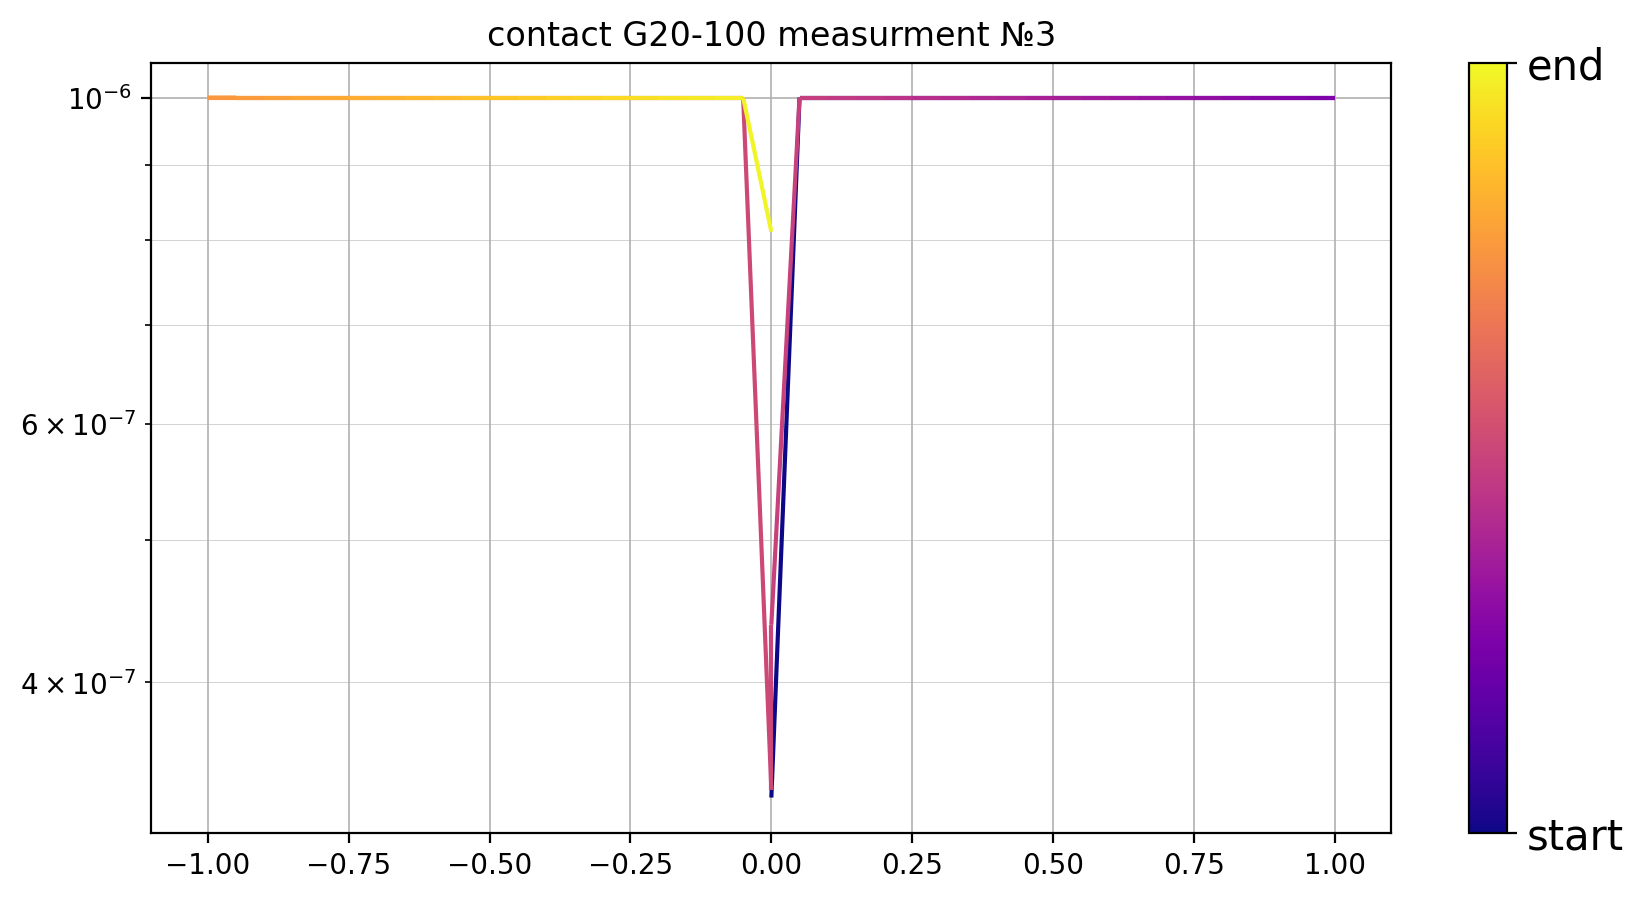 contact G20-100 measurment №3
end
10⁻⁶
6 × 10⁻⁷
4 × 10⁻⁷
start
−1.00 −0.75 −0.50 −0.25 0.00 0.25 0.50 0.75 1.00